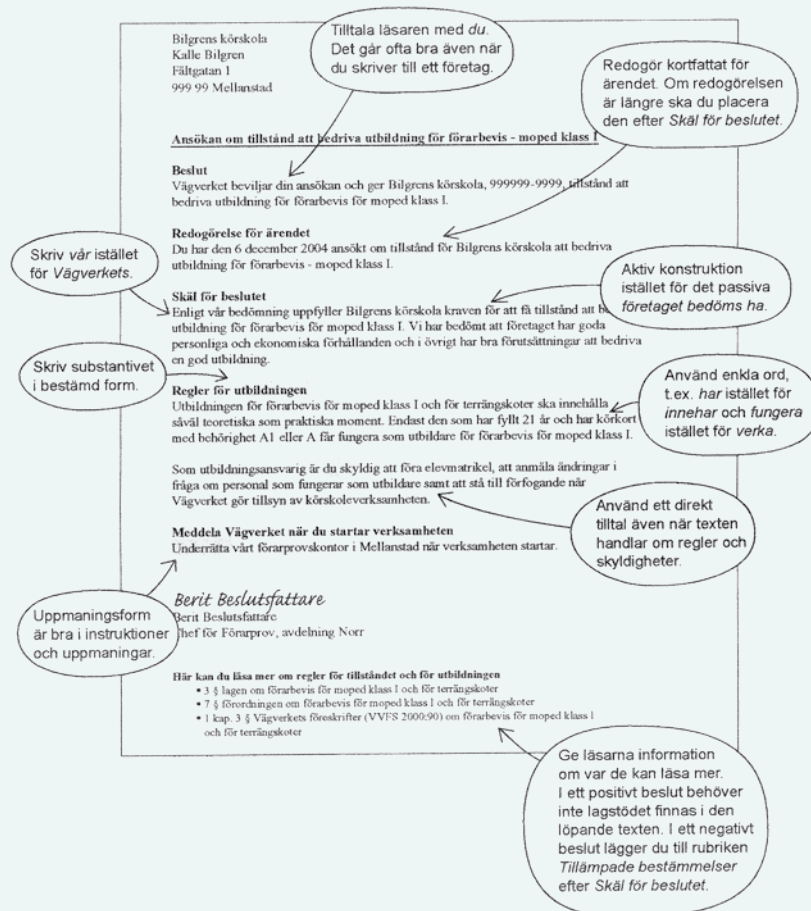 Bilgrens körskola
Kalle Bilgren
Fältgatan 1
999 99 Mellanstad
Tilltala läsaren med du.
Det går ofta bra även när
du skriver till ett företag.
Redogör kortfattat för
ärendet. Om redogörelsen
är längre ska du placera
den efter Skäl för beslutet.
Ansökan om tillstånd att bedriva utbildning för förarbevis - moped klass I
Beslut
Vägverket beviljar din ansökan och ger Bilgrens körskola, 999999-9999, tillstånd att
bedriva utbildning för förarbevis för moped klass I.
Redogörelse för ärendet
Du har den 6 december 2004 ansökt om tillstånd för Bilgrens körskola att bedriva
utbildning för förarbevis - moped klass I.
Skriv vår istället
för Vägverkets.
Aktiv konstruktion
istället för det passiva
företaget bedöms ha.
Skäl för beslutet
Enligt vår bedömning uppfyller Bilgrens körskola kraven för att få tillstånd att be
utbildning för förarbevis för moped klass I. Vi har bedömt att företaget har goda
personliga och ekonomiska förhållanden och i övrigt har bra förutsättningar att bedriva
en god utbildning.
Skriv substantivet
i bestämd form.
Använd enkla ord,
t.ex. har istället för
innehar och fungera
istället för verka.
Regler för utbildningen
Utbildningen för förarbevis för moped klass I och för terrängskoter ska innehålla
såväl teoretiska som praktiska moment. Endast den som har fyllt 21 år och har körkort
med behörighet A1 eller A får fungera som utbildare för förarbevis för moped klass I.
Som utbildningsansvarig är du skyldig att föra elevmatrikel, att anmäla ändringar i
fråga om personal som fungerar som utbildare samt att stå till förfogande när
Vägverket gör tillsyn av körskoleverksamheten.
Använd ett direkt
tilltal även när texten
handlar om regler och
skyldigheter.
Meddela Vägverket när du startar verksamheten
Underrätta vårt förarprovskontor i Mellanstad när verksamheten startar.
Uppmaningsform
är bra i instruktioner
och uppmaningar.
Berit Beslutsfattare
Berit Beslutsfattare
Chef för Förarprov, avdelning Norr
Här kan du läsa mer om regler för tillståndet och för utbildningen
• 3 § lagen om förarbevis för moped klass I och för terrängskoter
• 7 § förordningen om förarbevis för moped klass I och för terrängskoter
• 1 kap. 3 § Vägverkets föreskrifter (VVFS 2000:90) om förarbevis för moped klass I
och för terrängskoter
Ge läsarna information
om var de kan läsa mer.
I ett positivt beslut behöver
inte lagstödet finnas i den
löpande texten. I ett negativt
beslut lägger du till rubriken
Tillämpade bestämmelser
efter Skäl för beslutet.